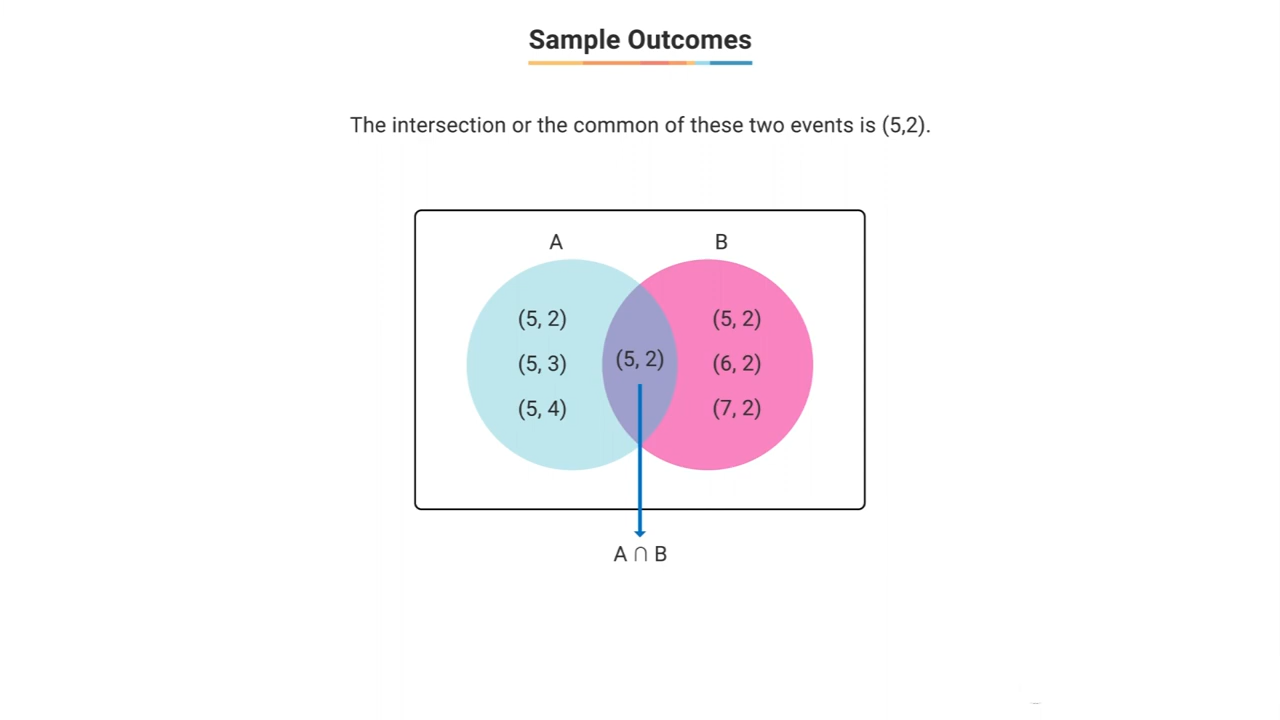 Sample Outcomes
The intersection or the common of these two events is (5,2).
A B
(5, 2) (5, 2)
(5, 2)
(5, 3) (6, 2)
(5, 4) (7, 2)
A ∩ B